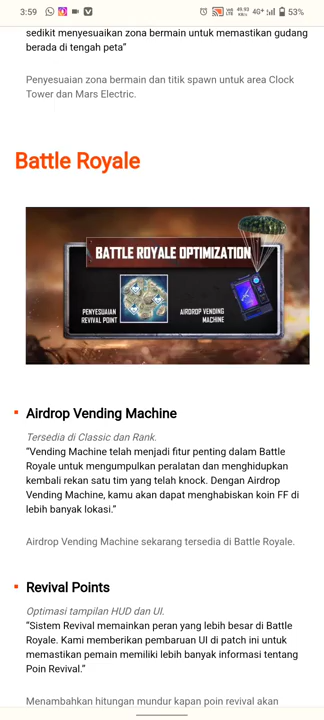 3:59
VoLTE
49.93 KB/s
4G+
53%
sedikit menyesuaikan zona bermain untuk memastikan gudang
berada di tengah peta”
Penyesuaian zona bermain dan titik spawn untuk area Clock
Tower dan Mars Electric.
Battle Royale
BATTLE ROYALE OPTIMIZATION
PENYESUAIAN
REVIVAL POINT
AIRDROP VENDING
MACHINE
Airdrop Vending Machine
Tersedia di Classic dan Rank.
“Vending Machine telah menjadi fitur penting dalam Battle
Royale untuk mengumpulkan peralatan dan menghidupkan
kembali rekan satu tim yang telah knock. Dengan Airdrop
Vending Machine, kamu akan dapat menghabiskan koin FF di
lebih banyak lokasi.”
Airdrop Vending Machine sekarang tersedia di Battle Royale.
Revival Points
Optimasi tampilan HUD dan UI.
“Sistem Revival memainkan peran yang lebih besar di Battle
Royale. Kami memberikan pembaruan UI di patch ini untuk
memastikan pemain memiliki lebih banyak informasi tentang
Poin Revival.”
Menambahkan hitungan mundur kapan poin revival akan